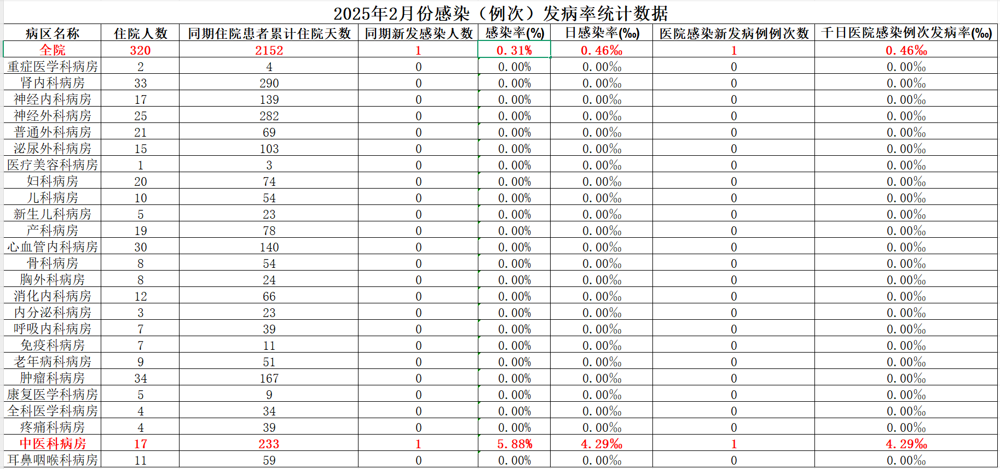 2025年2月份感染（例次）发病率统计数据
病区名称 住院人数 同期住院患者累计住院天数 同期新发感染人数 感染率(%) 日感染率(‰) 医院感染新发病例例次数 千日医院感染例次发病率(‰)
全院 320 2152 1 0.31% 0.46‰ 1 0.46‰
重症医学科病房 2 4 0 0.00% 0.00‰ 0 0.00‰
肾内科病房 33 290 0 0.00% 0.00‰ 0 0.00‰
神经内科病房 17 139 0 0.00% 0.00‰ 0 0.00‰
神经外科病房 25 282 0 0.00% 0.00‰ 0 0.00‰
普通外科病房 21 69 0 0.00% 0.00‰ 0 0.00‰
泌尿外科病房 15 103 0 0.00% 0.00‰ 0 0.00‰
医疗美容科病房 1 3 0 0.00% 0.00‰ 0 0.00‰
妇科病房 20 74 0 0.00% 0.00‰ 0 0.00‰
儿科病房 10 54 0 0.00% 0.00‰ 0 0.00‰
新生儿科病房 5 23 0 0.00% 0.00‰ 0 0.00‰
产科病房 19 78 0 0.00% 0.00‰ 0 0.00‰
心血管内科病房 30 140 0 0.00% 0.00‰ 0 0.00‰
骨科病房 8 54 0 0.00% 0.00‰ 0 0.00‰
胸外科病房 8 24 0 0.00% 0.00‰ 0 0.00‰
消化内科病房 12 66 0 0.00% 0.00‰ 0 0.00‰
内分泌科病房 3 23 0 0.00% 0.00‰ 0 0.00‰
呼吸内科病房 7 39 0 0.00% 0.00‰ 0 0.00‰
免疫科病房 7 11 0 0.00% 0.00‰ 0 0.00‰
老年病科病房 9 51 0 0.00% 0.00‰ 0 0.00‰
肿瘤科病房 34 167 0 0.00% 0.00‰ 0 0.00‰
康复医学科病房 5 9 0 0.00% 0.00‰ 0 0.00‰
全科医学科病房 4 34 0 0.00% 0.00‰ 0 0.00‰
疼痛科病房 4 39 0 0.00% 0.00‰ 0 0.00‰
中医科病房 17 233 1 5.88% 4.29‰ 1 4.29‰
耳鼻咽喉科病房 11 59 0 0.00% 0.00‰ 0 0.00‰